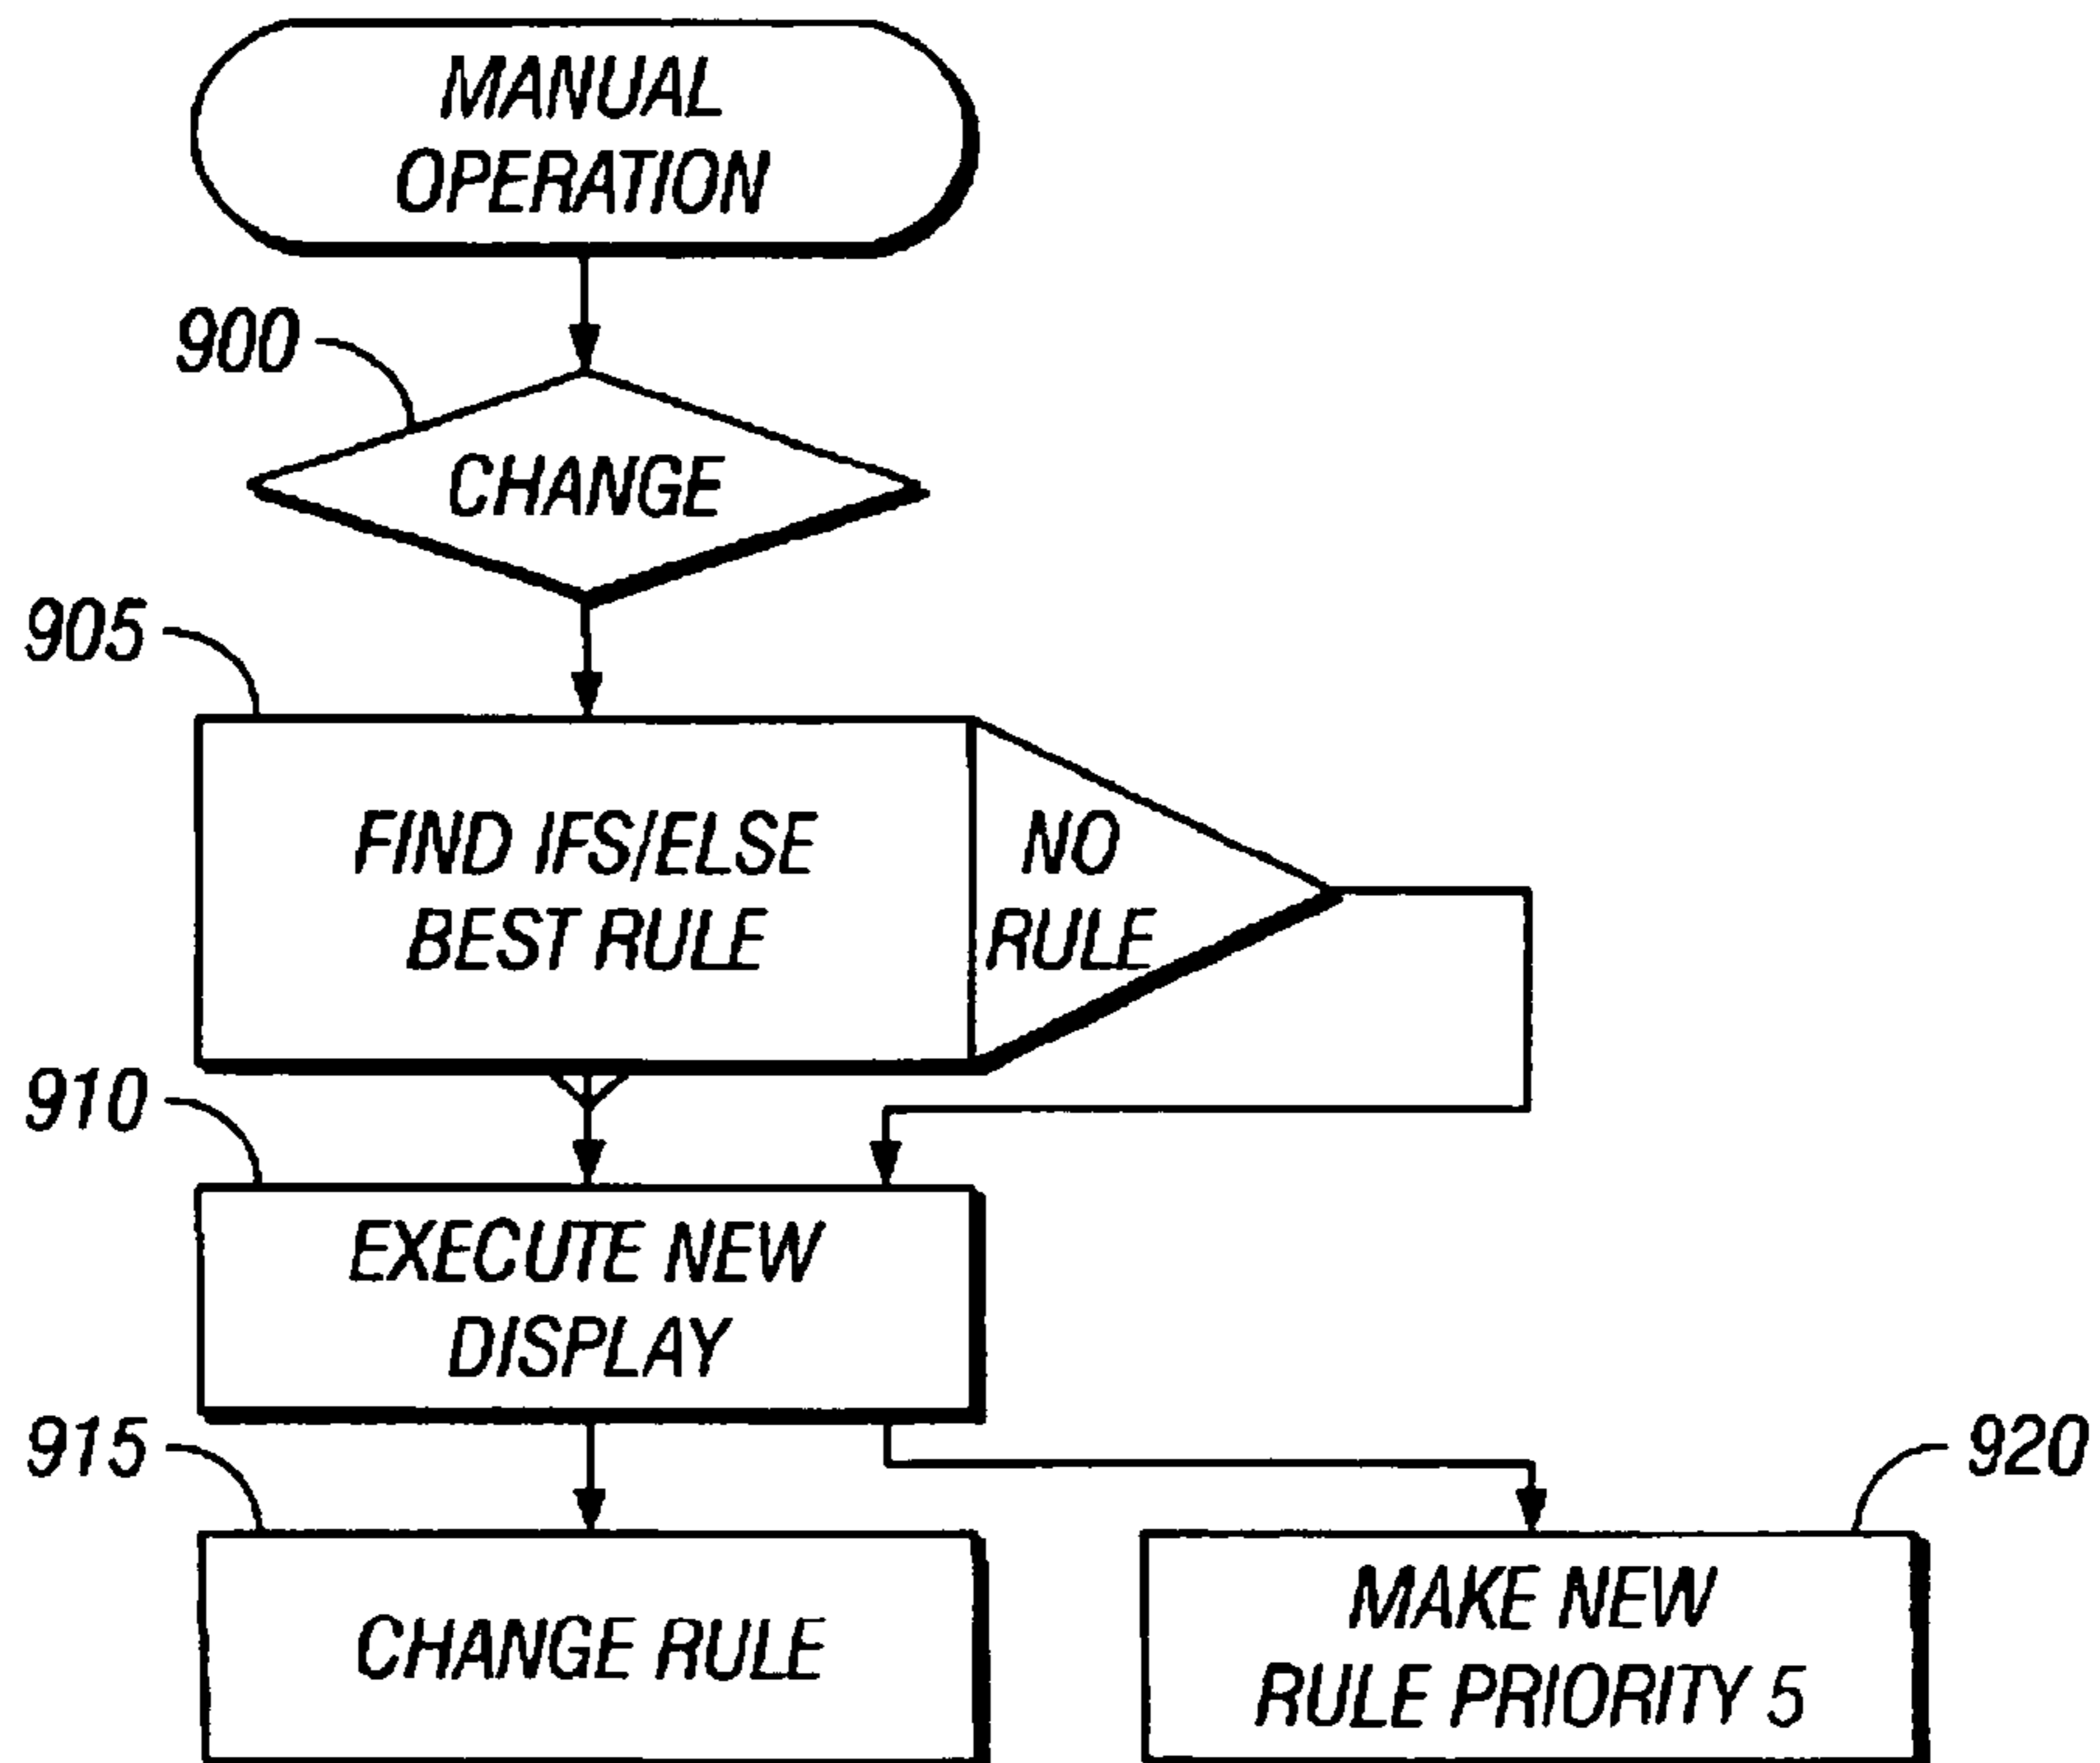 MANUAL
OPERATION
900
CHANGE
905
FIND IFS/ELSE
BEST RULE
NO
RULE
910
EXECUTE NEW
DISPLAY
915
920
CHANGE RULE
MAKE NEW
RULE PRIORITY 5